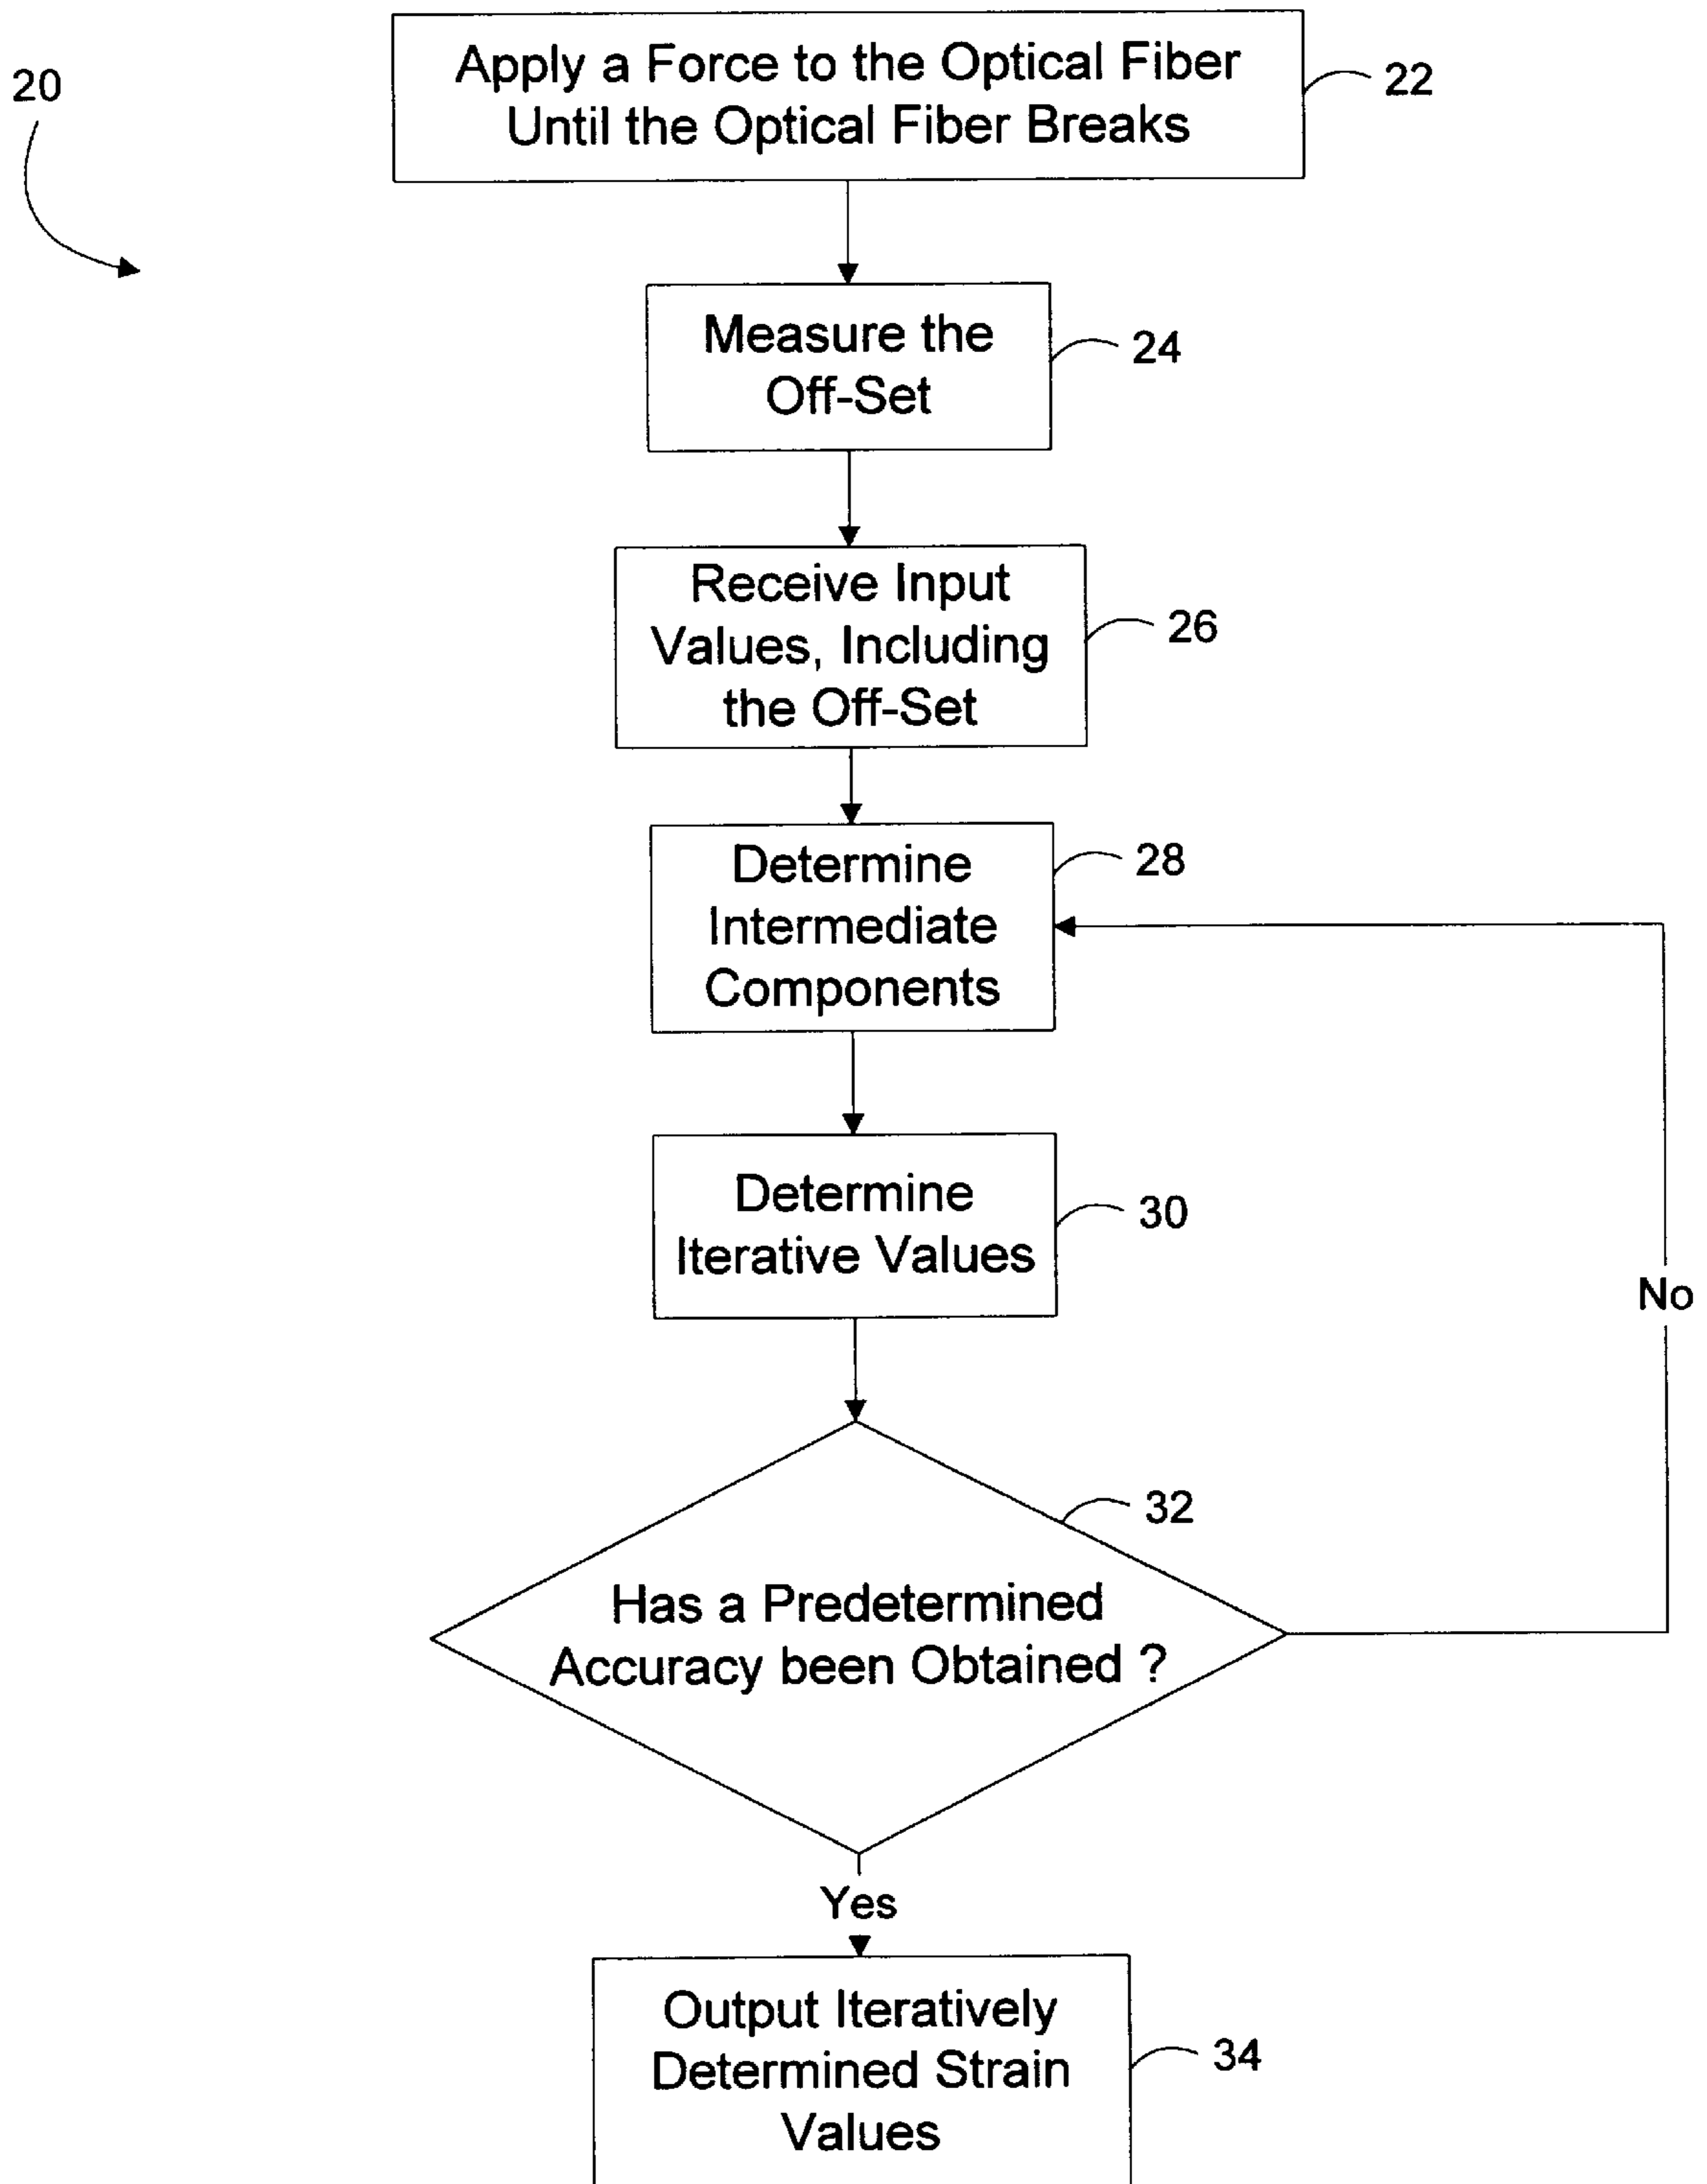 20
Apply a Force to the Optical Fiber
Until the Optical Fiber Breaks
22
Measure the
Off-Set
24
Receive Input
Values, Including
the Off-Set
26
Determine
Intermediate
Components
28
Determine
Iterative Values
30
No
Has a Predetermined
Accuracy been Obtained ?
32
Yes
Output Iteratively
Determined Strain
Values
34